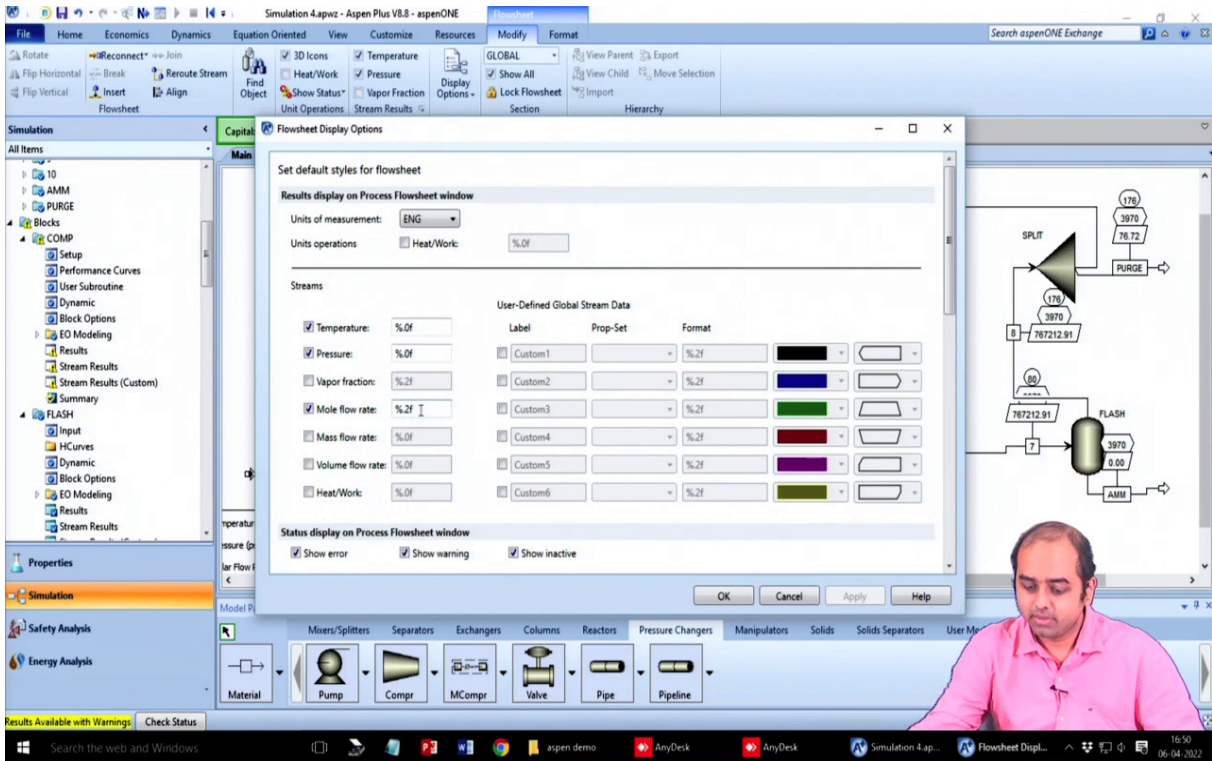 Simulation 4.apwz - Aspen Plus V8.8 - aspenONE
Flowsheet
File Home Economics Dynamics Equation Oriented View Customize Resources Modify Format
Search aspenONE Exchange
Rotate
Reconnect
Join
Flip Horizontal
Break
Reroute Stream
Flip Vertical
Insert
Align
Flowsheet
Find
Object
3D Icons
Heat/Work
Show Status
Unit Operations
Temperature
Pressure
Vapor Fraction
Stream Results
Display
Options
GLOBAL
Show All
Lock Flowsheet
Section
View Parent
Export
View Child
Move Selection
Import
Hierarchy
Simulation
All Items
10
AMM
PURGE
Blocks
COMP
Setup
Performance Curves
User Subroutine
Dynamic
Block Options
EO Modeling
Results
Stream Results
Stream Results (Custom)
Summary
FLASH
Input
HCurves
Dynamic
Block Options
EO Modeling
Results
Stream Results
Properties
Simulation
Safety Analysis
Energy Analysis
Results Available with Warnings
Check Status
Main
Flowsheet Display Options
Set default styles for flowsheet
Results display on Process Flowsheet window
Units of measurement: ENG
Units operations Heat/Work: %.0f
Streams
User-Defined Global Stream Data
Label Prop-Set Format
Temperature: %.0f
Pressure: %.0f Custom1 %.2f
Vapor fraction: %.2f Custom2 %.2f
Mole flow rate: %.2f Custom3 %.2f
Mass flow rate: %.0f Custom4 %.2f
Volume flow rate: %.0f Custom5 %.2f
Heat/Work: %.0f Custom6 %.2f
Status display on Process Flowsheet window
Show error Show warning Show inactive
OK Cancel Apply Help
176
3970
76.72
SPLIT
PURGE
176
3970
8 767212.91
80
767212.91
FLASH
7
3970
0.00
AMM
Mixers/Splitters Separators Exchangers Columns Reactors Pressure Changers Manipulators Solids Solids Separators
Material Pump Compr MCompr Valve Pipe Pipeline
Search the web and Windows
aspen demo
AnyDesk
AnyDesk
Simulation 4.ap...
Flowsheet Displ...
16:50
06-04-2022